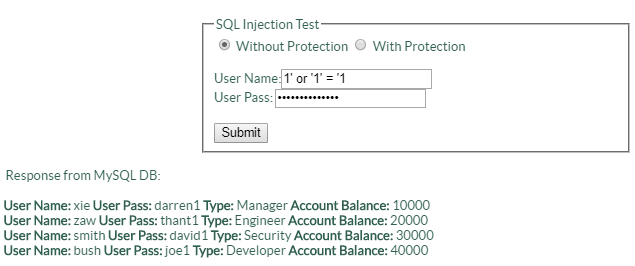 SQL Injection Test
Without Protection With Protection
User Name: 1' or '1' = '1
User Pass: ••••••••••••••
Submit
Response from MySQL DB:
User Name: xie User Pass: darren1 Type: Manager Account Balance: 10000
User Name: zaw User Pass: thant1 Type: Engineer Account Balance: 20000
User Name: smith User Pass: david1 Type: Security Account Balance: 30000
User Name: bush User Pass: joe1 Type: Developer Account Balance: 40000